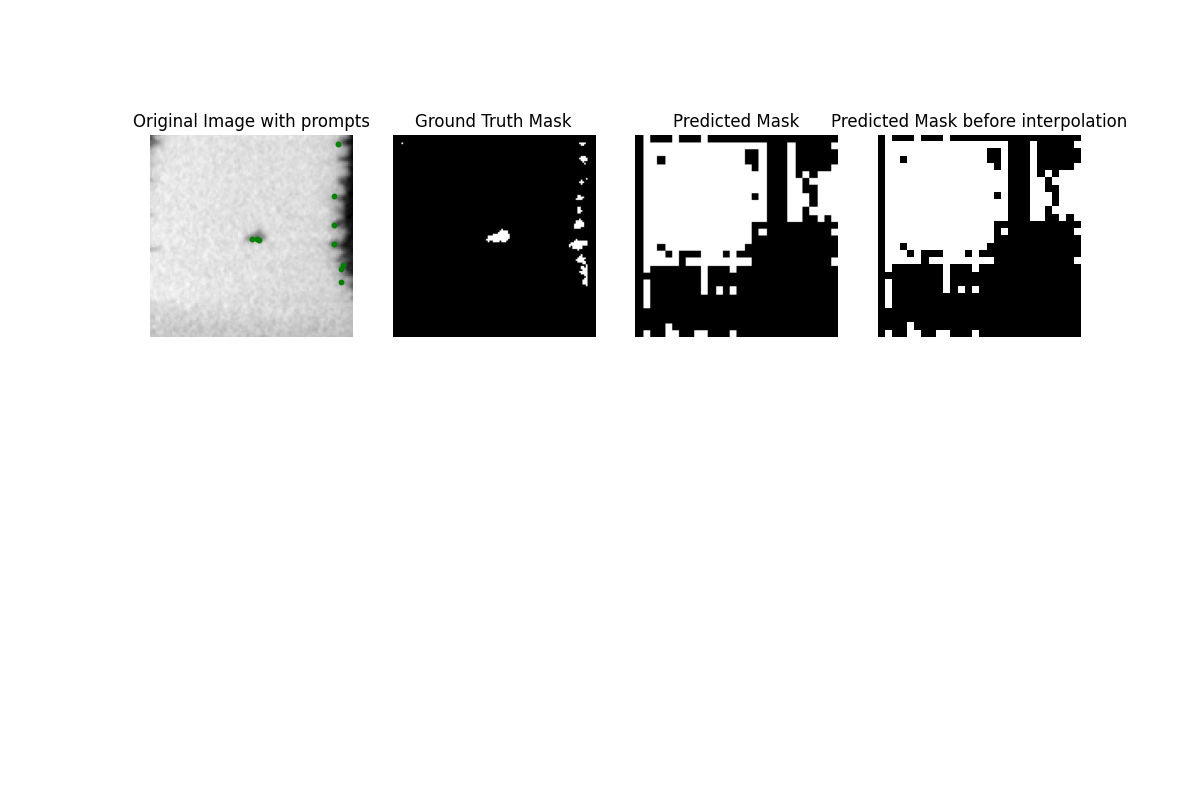 Original Image with prompts
Ground Truth Mask
Predicted Mask
Predicted Mask before interpolation